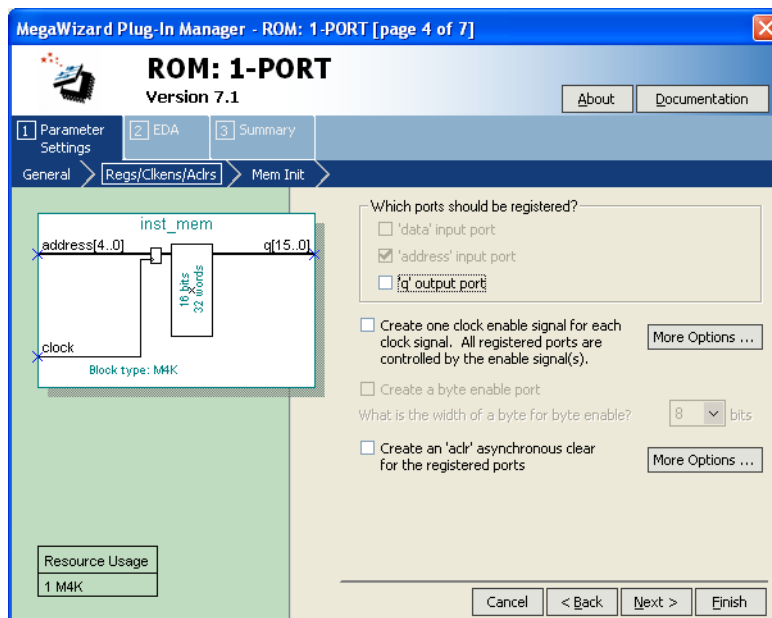 MegaWizard Plug-In Manager - ROM: 1-PORT [page 4 of 7]
ROM: 1-PORT
Version 7.1
About
Documentation
1 Parameter Settings
2 EDA
3 Summary
General
Regs/Clkens/Aclrs
Mem Init
inst_mem
address[4..0]
q[15..0]
16 bits
32 words
clock
Block type: M4K
Resource Usage
1 M4K
Which ports should be registered?
'data' input port
'address' input port
'q' output port
Create one clock enable signal for each
clock signal. All registered ports are
controlled by the enable signal(s).
More Options ...
Create a byte enable port
What is the width of a byte for byte enable?
8
bits
Create an 'aclr' asynchronous clear
for the registered ports
More Options ...
Cancel
< Back
Next >
Finish